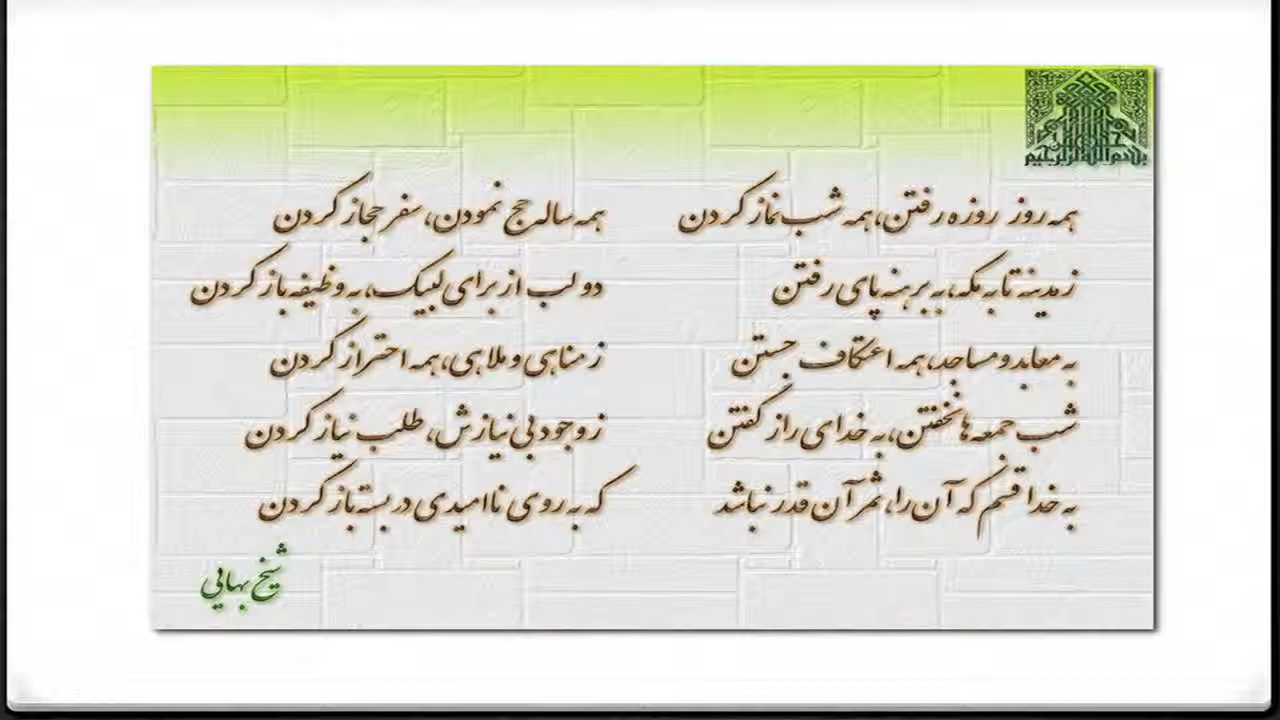 بسم الله الرحمن الرحیم
همه روز روزه رفتن، همه شب نماز کردن همه ساله حج نمودن، سفر حجاز کردن
ز مدینه تا به مکه، به برهنه پای رفتن دو لب از برای لبیک، به وظیفه باز کردن
به معابد و مساجد، همه اعتکاف جستن ز مناهی و ملاهی، همه احتراز کردن
شب جمعه ها نخفتن، به خدای راز گفتن ز وجود بی نیازش، طلب نیاز کردن
به خدا قسم که آن را، ثمر آن قدر نباشد که به روی ناامیدی در بسته باز کردن
شیخ بهایی